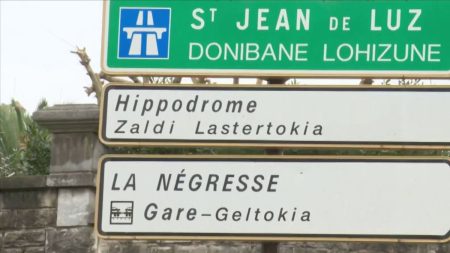 Sᵀ JEAN DE LUZ
DONIBANE LOHIZUNE
Hippodrome
Zaldi Lastertokia
LA NÉGRESSE
Gare-Geltokia